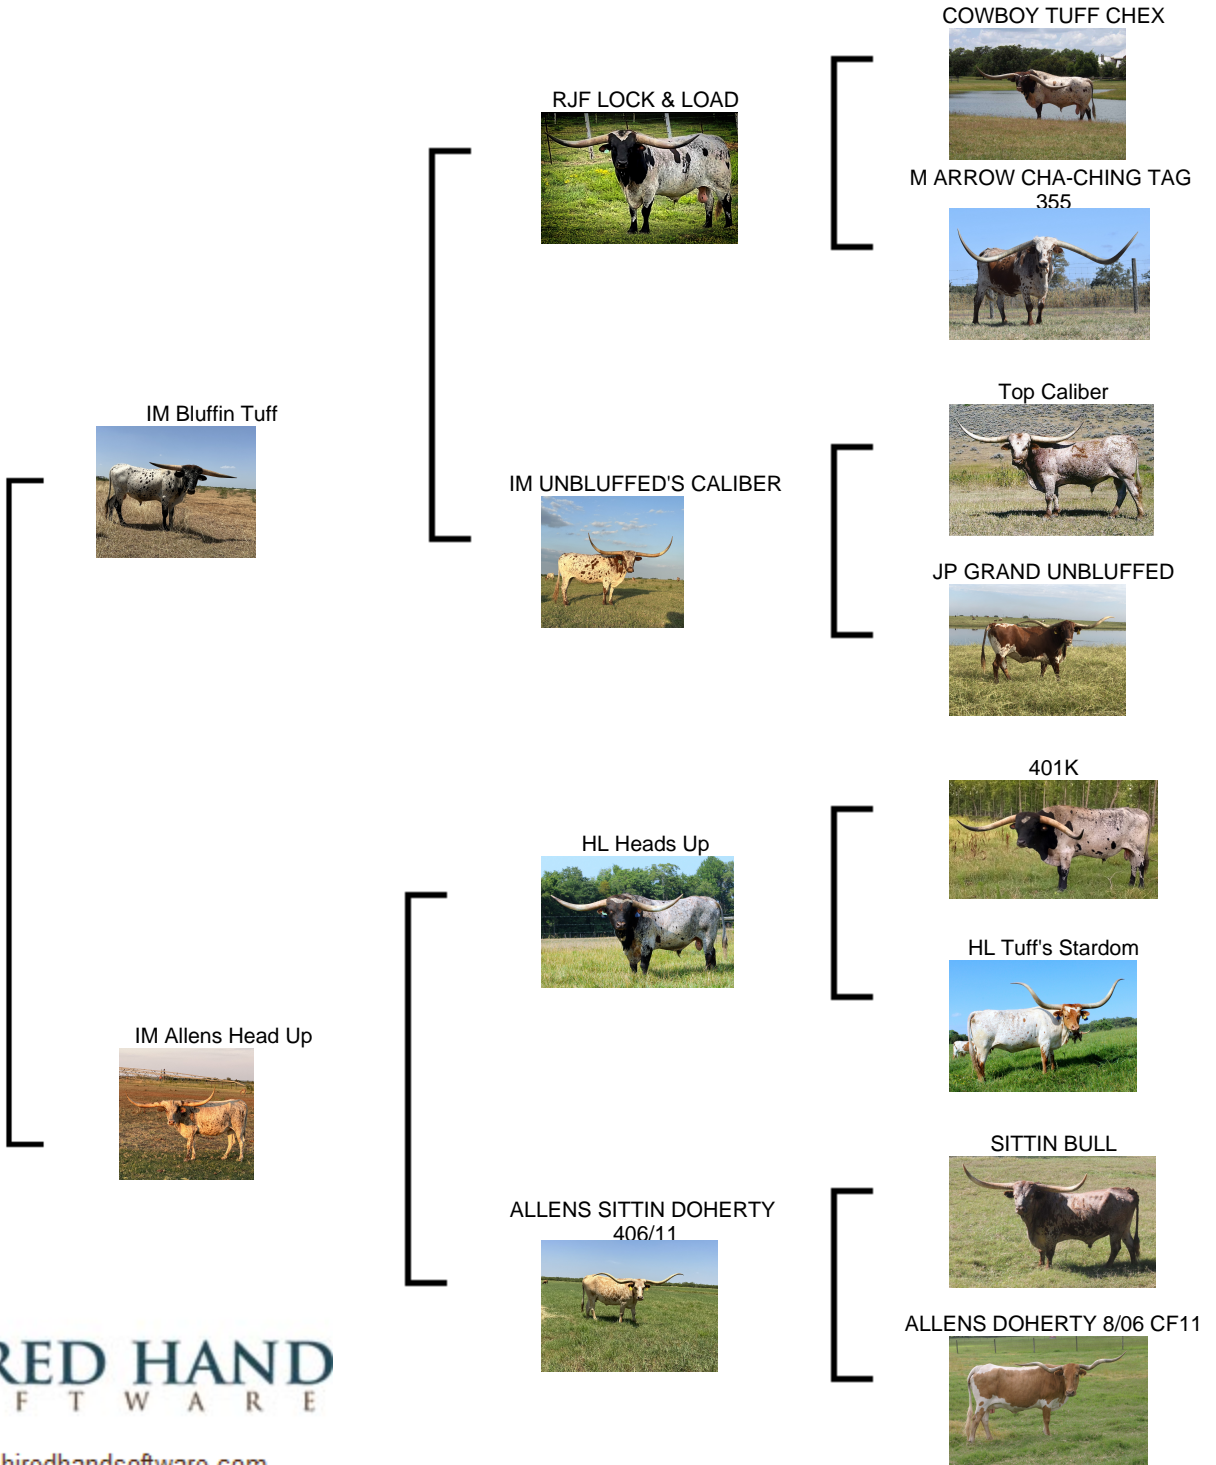 COWBOY TUFF CHEX
RJF LOCK & LOAD
M ARROW CHA-CHING TAG
355
Top Caliber
IM Bluffin Tuff
IM UNBLUFFED'S CALIBER
JP GRAND UNBLUFFED
401K
HL Heads Up
HL Tuff's Stardom
IM Allens Head Up
SITTIN BULL
ALLENS SITTIN DOHERTY
406/11
ALLENS DOHERTY 8/06 CF11
RED HAND
F T W A R E
hiredhandsoftware.com